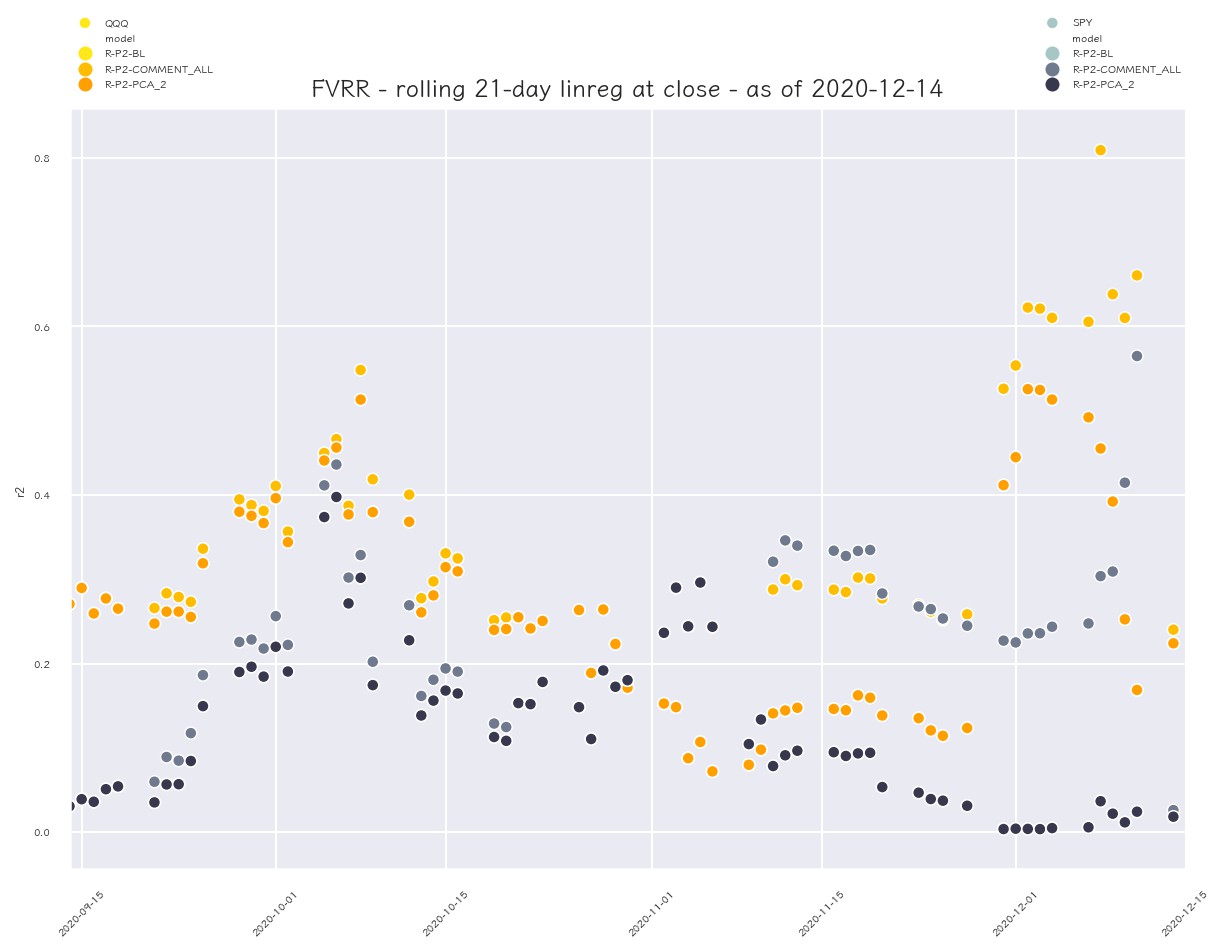 QQQ
model
R-P2-BL
R-P2-COMMENT_ALL
R-P2-PCA_2
SPY
model
R-P2-BL
R-P2-COMMENT_ALL
R-P2-PCA_2
FVRR - rolling 21-day linreg at close - as of 2020-12-14
r2
0.8
0.6
0.4
0.2
0.0
2020-09-15
2020-10-01
2020-10-15
2020-11-01
2020-11-15
2020-12-01
2020-12-15